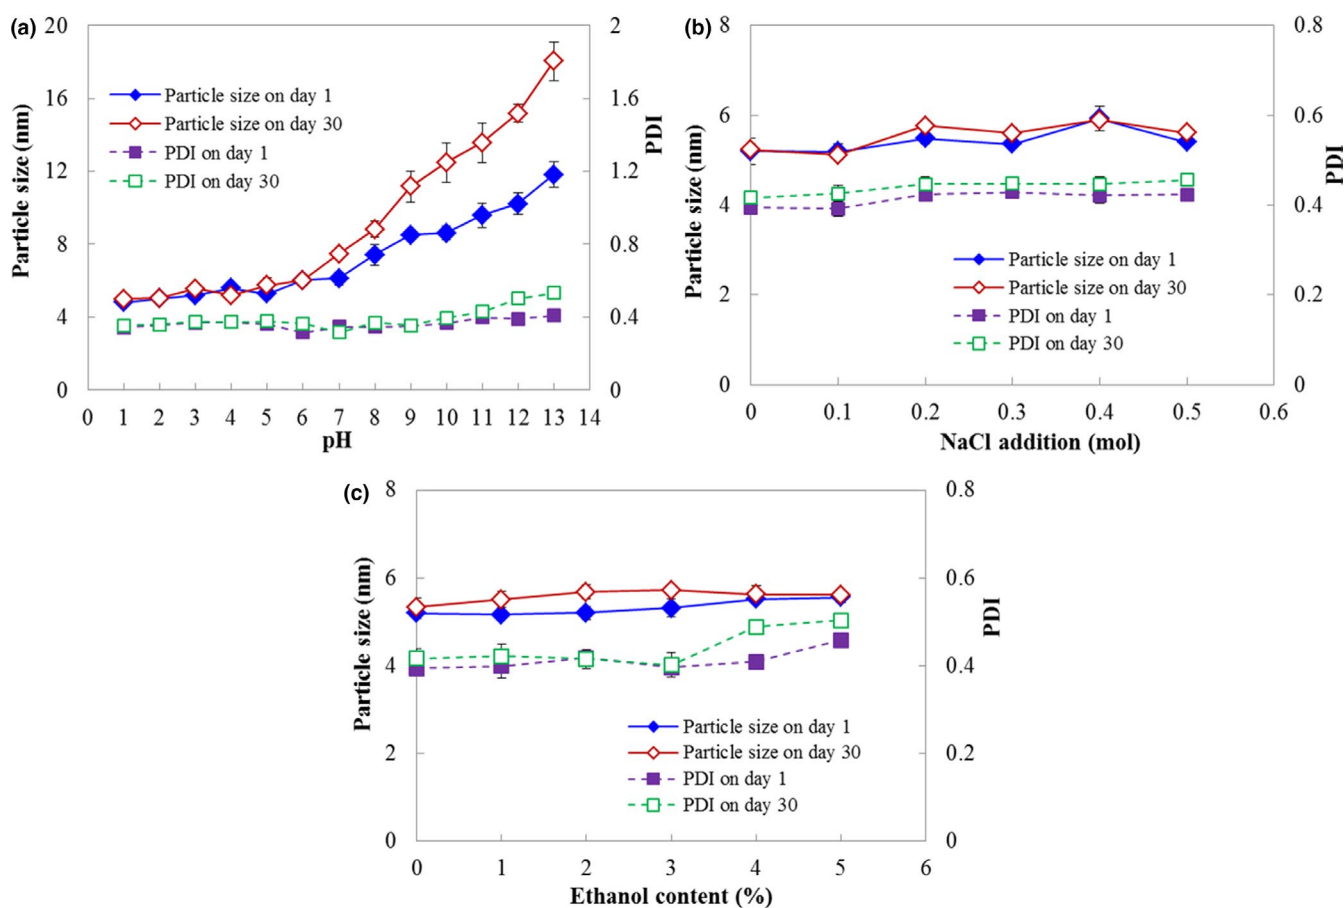 (a)
20
16
12
8
4
0
Particle size (nm)
Particle size on day 1
Particle size on day 30
PDI on day 1
PDI on day 30
2
1.6
1.2
0.8
0.4
0
PDI
0 1 2 3 4 5 6 7 8 9 10 11 12 13 14
pH
(b)
8
6
4
2
0
Particle size (nm)
Particle size on day 1
Particle size on day 30
PDI on day 1
PDI on day 30
0.8
0.6
0.4
0.2
0
PDI
0 0.1 0.2 0.3 0.4 0.5 0.6
NaCl addition (mol)
(c)
8
6
4
2
0
Particle size (nm)
Particle size on day 1
Particle size on day 30
PDI on day 1
PDI on day 30
0.8
0.6
0.4
0.2
0
PDI
0 1 2 3 4 5 6
Ethanol content (%)